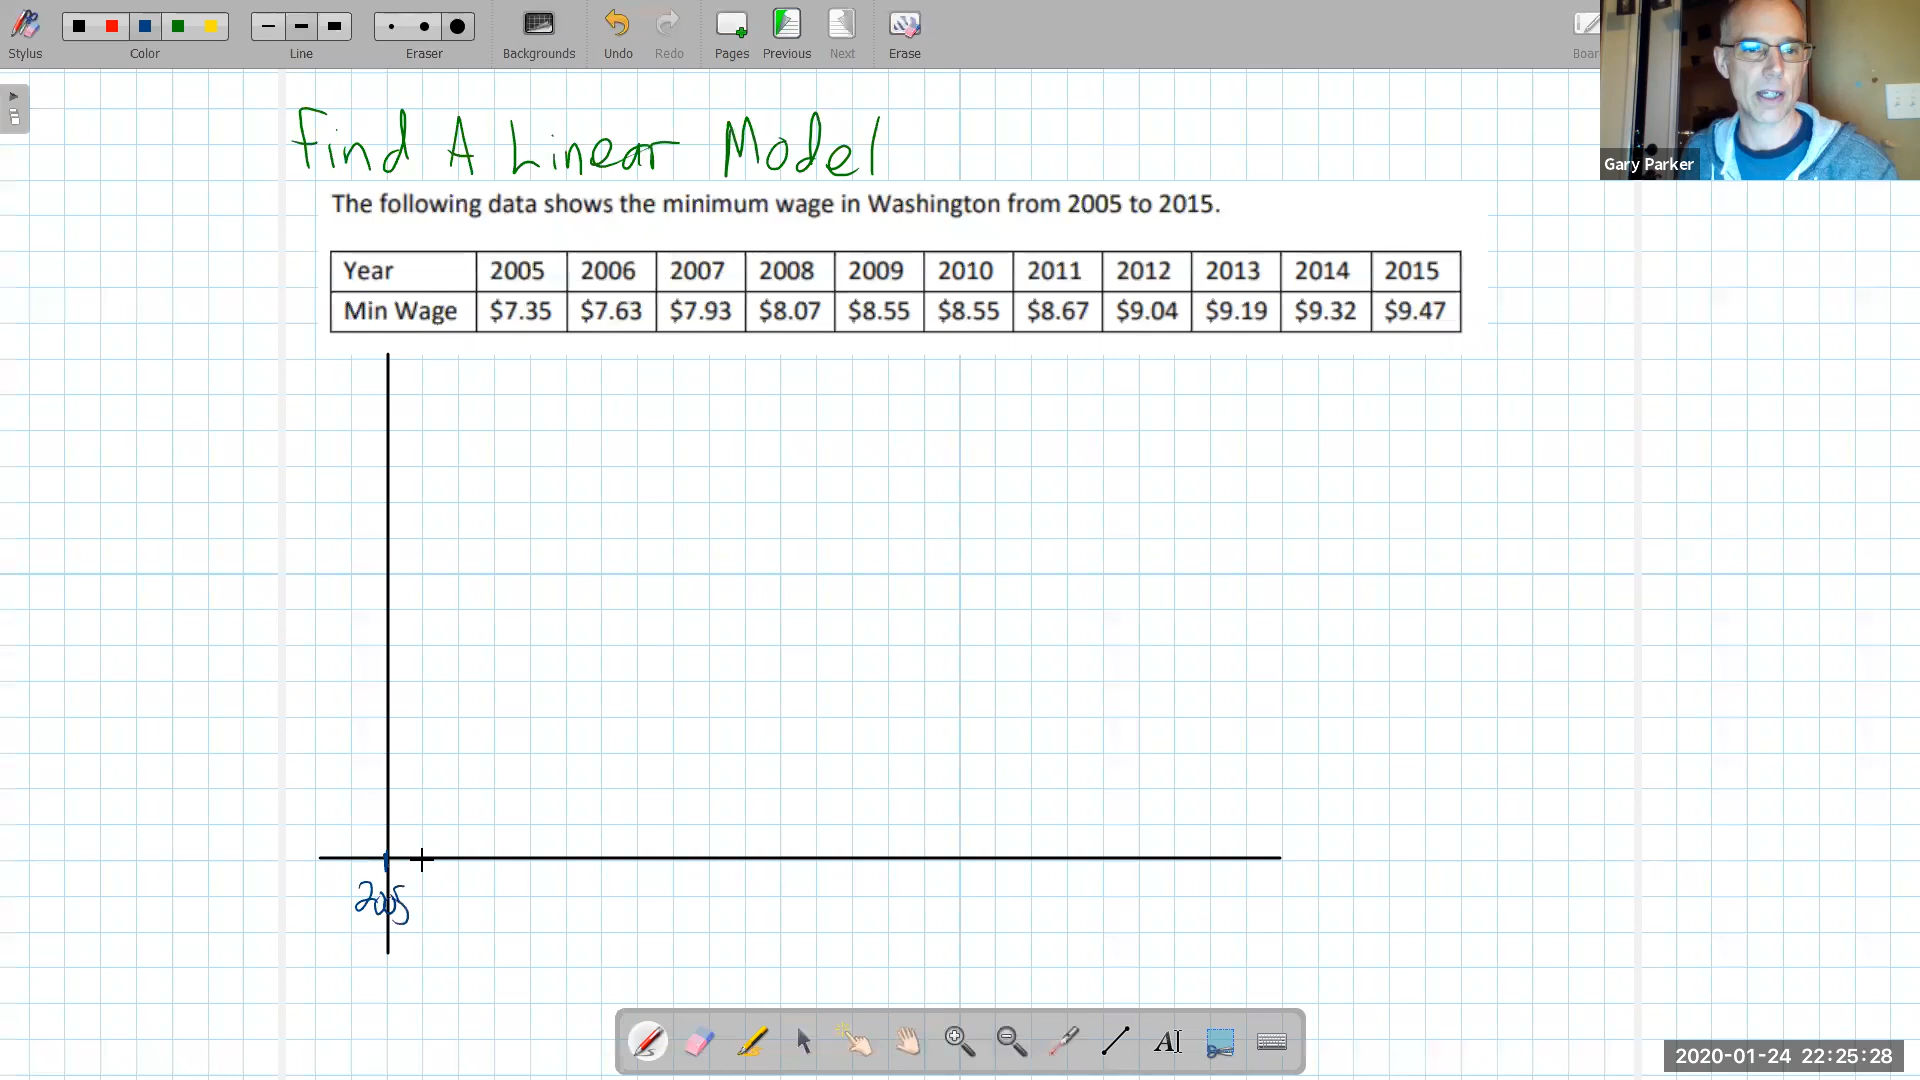 Stylus Color Line Eraser Backgrounds Undo Redo Pages Previous Next Erase Boar
Gary Parker
Find A Linear Model
The following data shows the minimum wage in Washington from 2005 to 2015.
Year 2005 2006 2007 2008 2009 2010 2011 2012 2013 2014 2015
Min Wage $7.35 $7.63 $7.93 $8.07 $8.55 $8.55 $8.67 $9.04 $9.19 $9.32 $9.47
2005
AI
2020-01-24 22:25:28